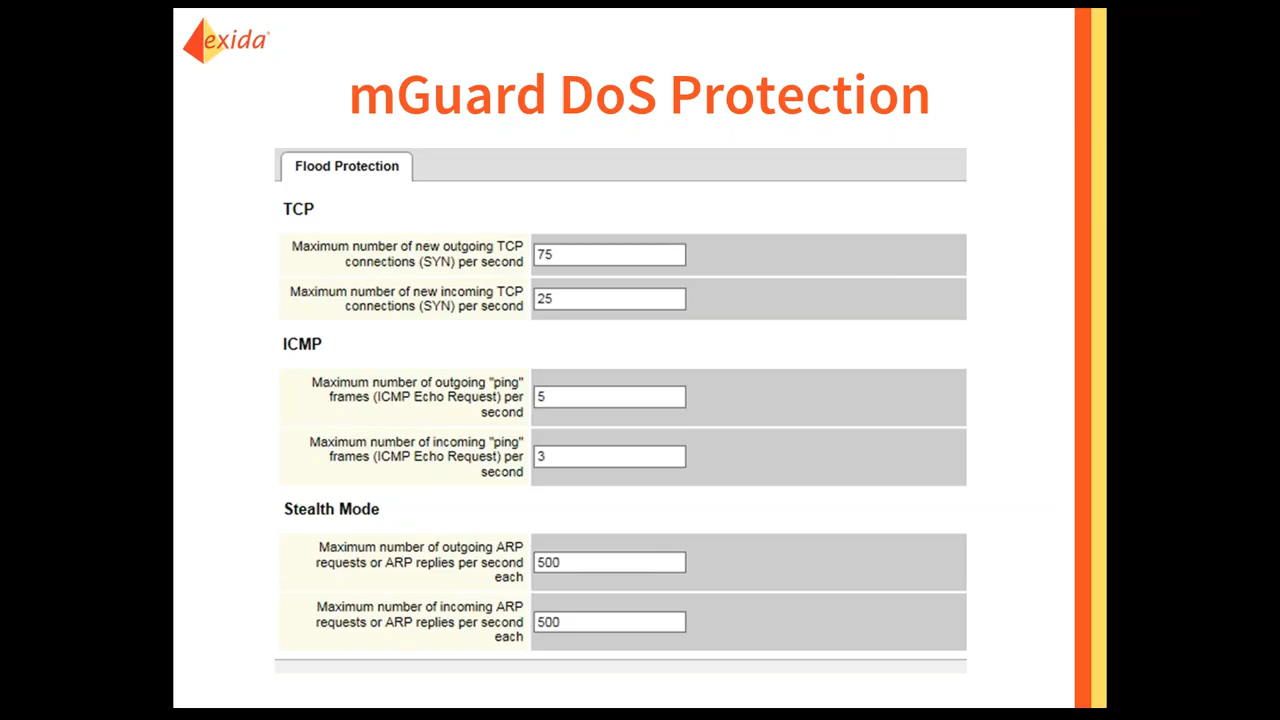 exida
mGuard DoS Protection
Flood Protection
TCP
Maximum number of new outgoing TCP
connections (SYN) per second
75
Maximum number of new incoming TCP
connections (SYN) per second
25
ICMP
Maximum number of outgoing "ping"
frames (ICMP Echo Request) per
second
5
Maximum number of incoming "ping"
frames (ICMP Echo Request) per
second
3
Stealth Mode
Maximum number of outgoing ARP
requests or ARP replies per second
each
500
Maximum number of incoming ARP
requests or ARP replies per second
each
500